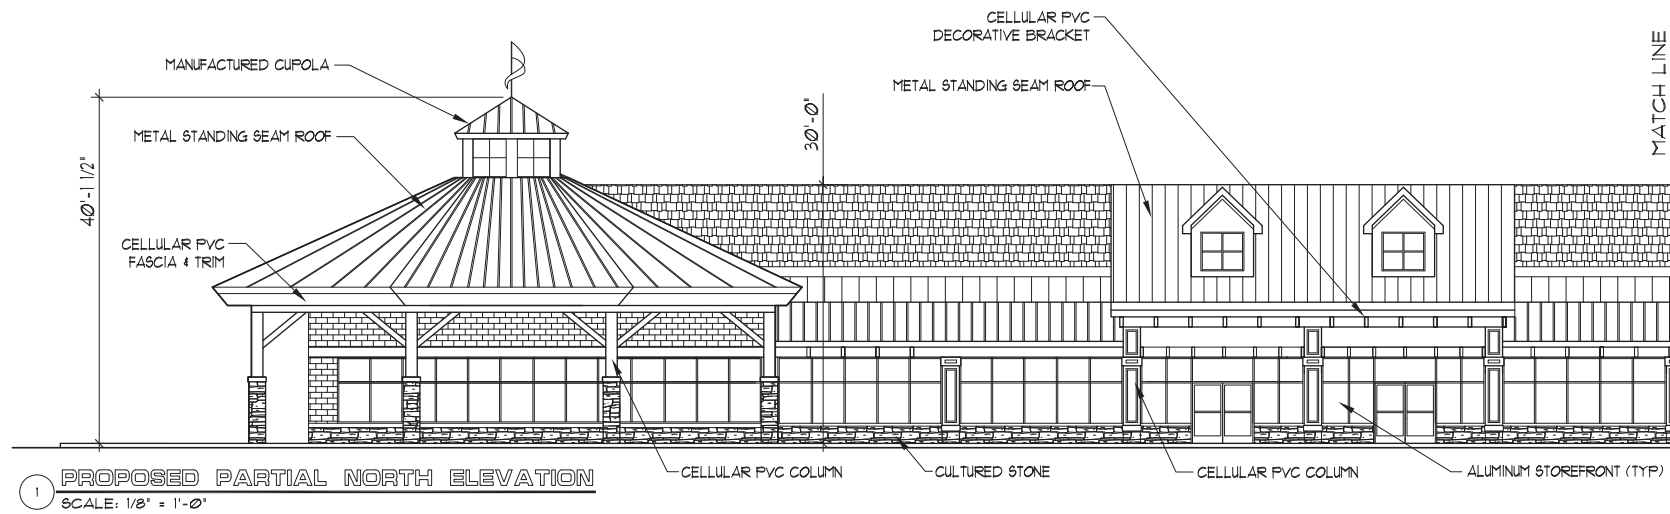 CELLULAR PVC
DECORATIVE BRACKET
MANUFACTURED CUPOLA
METAL STANDING SEAM ROOF
METAL STANDING SEAM ROOF
CELLULAR PVC
FASCIA & TRIM
40'-1 1/2"
30'-0"
MATCH LINE
CELLULAR PVC COLUMN
CULTURED STONE
CELLULAR PVC COLUMN
ALUMINUM STOREFRONT (TYP)
1
PROPOSED PARTIAL NORTH ELEVATION
SCALE: 1/8" = 1'-0"